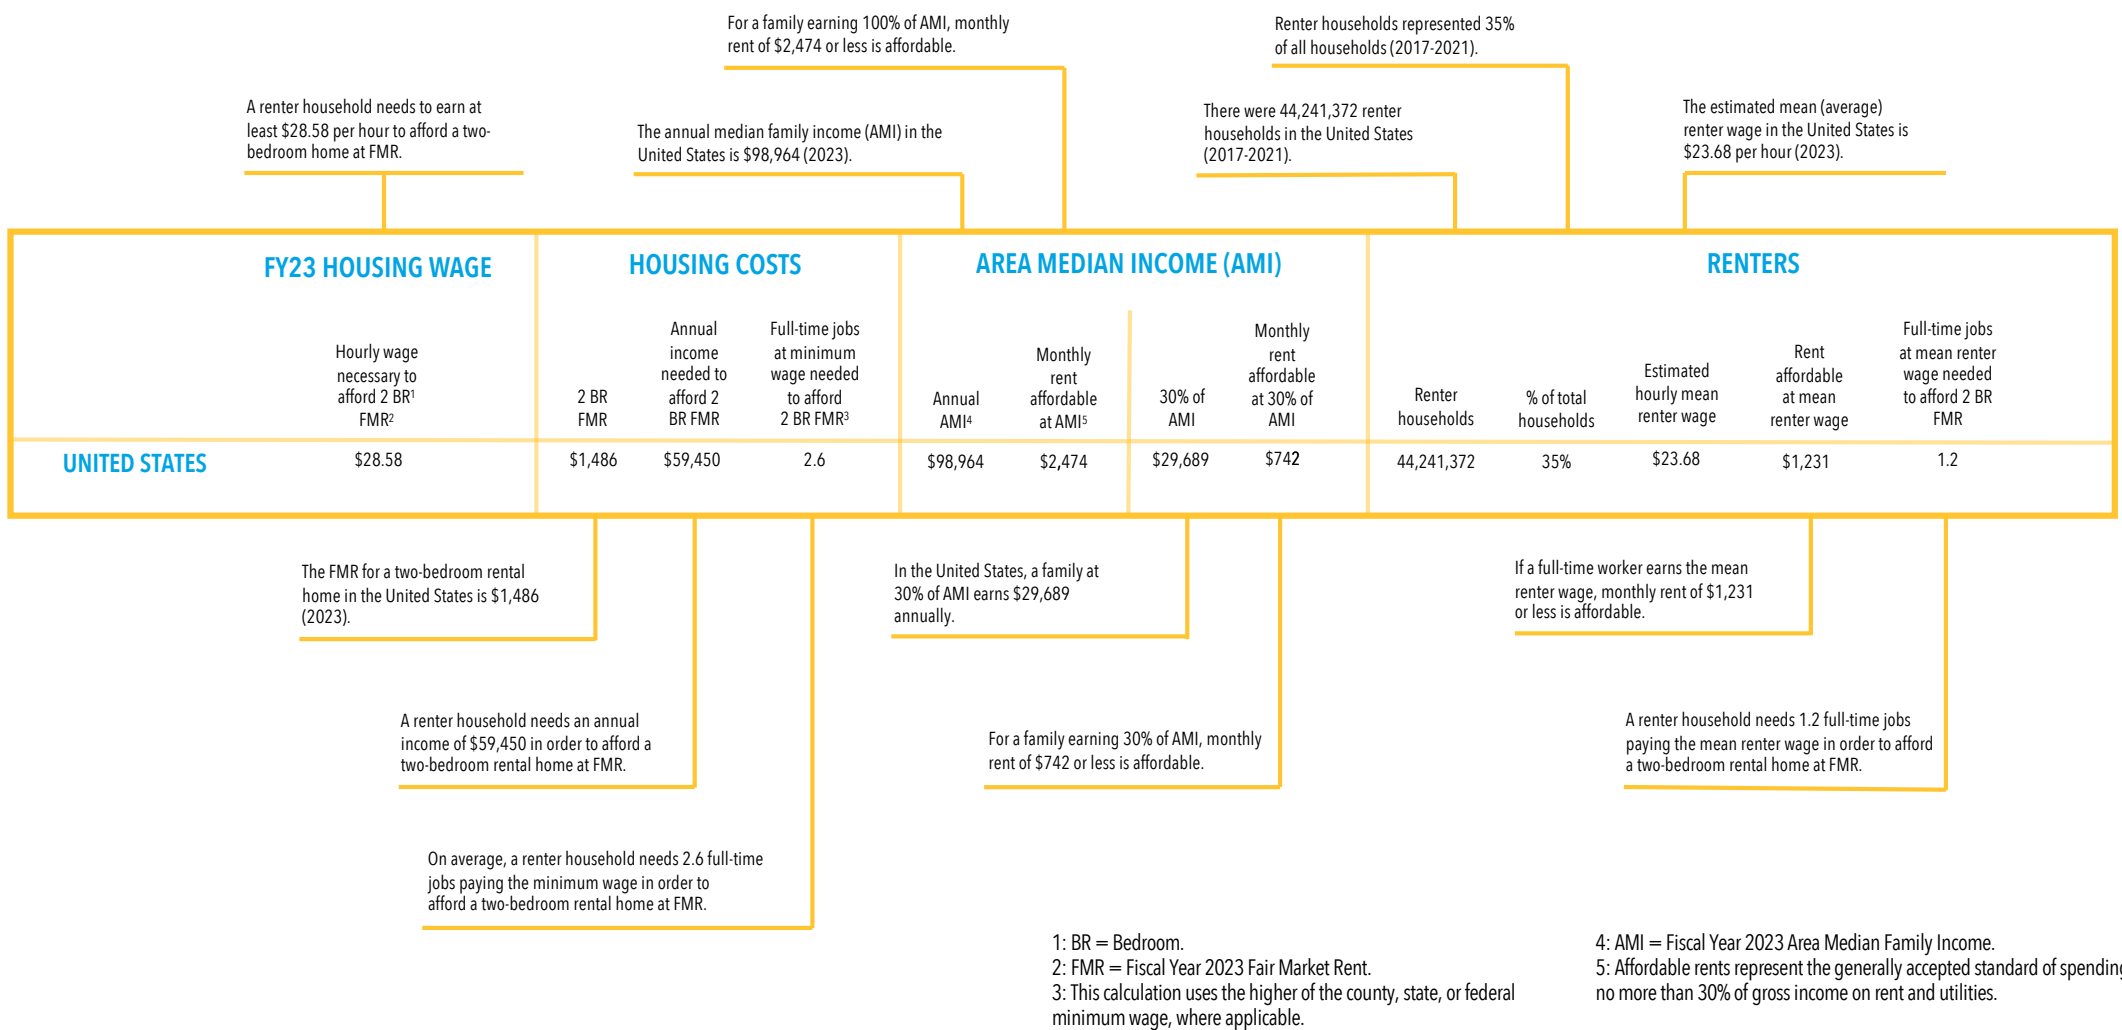 For a family earning 100% of AMI, monthly
rent of $2,474 or less is affordable.
Renter households represented 35%
of all households (2017-2021).
A renter household needs to earn at
least $28.58 per hour to afford a two-
bedroom home at FMR.
The annual median family income (AMI) in the
United States is $98,964 (2023).
There were 44,241,372 renter
households in the United States
(2017-2021).
The estimated mean (average)
renter wage in the United States is
$23.68 per hour (2023).
FY23 HOUSING WAGE
HOUSING COSTS
AREA MEDIAN INCOME (AMI)
RENTERS
Hourly wage
necessary to
afford 2 BR¹
FMR²
2 BR
FMR
Annual
income
needed to
afford 2
BR FMR
Full-time jobs
at minimum
wage needed
to afford
2 BR FMR³
Annual
AMI⁴
Monthly
rent
affordable
at AMI⁵
30% of
AMI
Monthly
rent
affordable
at 30% of
AMI
Renter
households
% of total
households
Estimated
hourly mean
renter wage
Rent
affordable
at mean
renter wage
Full-time jobs
at mean renter
wage needed
to afford 2 BR
FMR
UNITED STATES $28.58 $1,486 $59,450 2.6 $98,964 $2,474 $29,689 $742 44,241,372 35% $23.68 $1,231 1.2
The FMR for a two-bedroom rental
home in the United States is $1,486
(2023).
In the United States, a family at
30% of AMI earns $29,689
annually.
If a full-time worker earns the mean
renter wage, monthly rent of $1,231
or less is affordable.
A renter household needs an annual
income of $59,450 in order to afford a
two-bedroom rental home at FMR.
For a family earning 30% of AMI, monthly
rent of $742 or less is affordable.
A renter household needs 1.2 full-time jobs
paying the mean renter wage in order to afford
a two-bedroom rental home at FMR.
On average, a renter household needs 2.6 full-time
jobs paying the minimum wage in order to
afford a two-bedroom rental home at FMR.
1: BR = Bedroom.
2: FMR = Fiscal Year 2023 Fair Market Rent.
3: This calculation uses the higher of the county, state, or federal
minimum wage, where applicable.
4: AMI = Fiscal Year 2023 Area Median Family Income.
5: Affordable rents represent the generally accepted standard of spending
no more than 30% of gross income on rent and utilities.